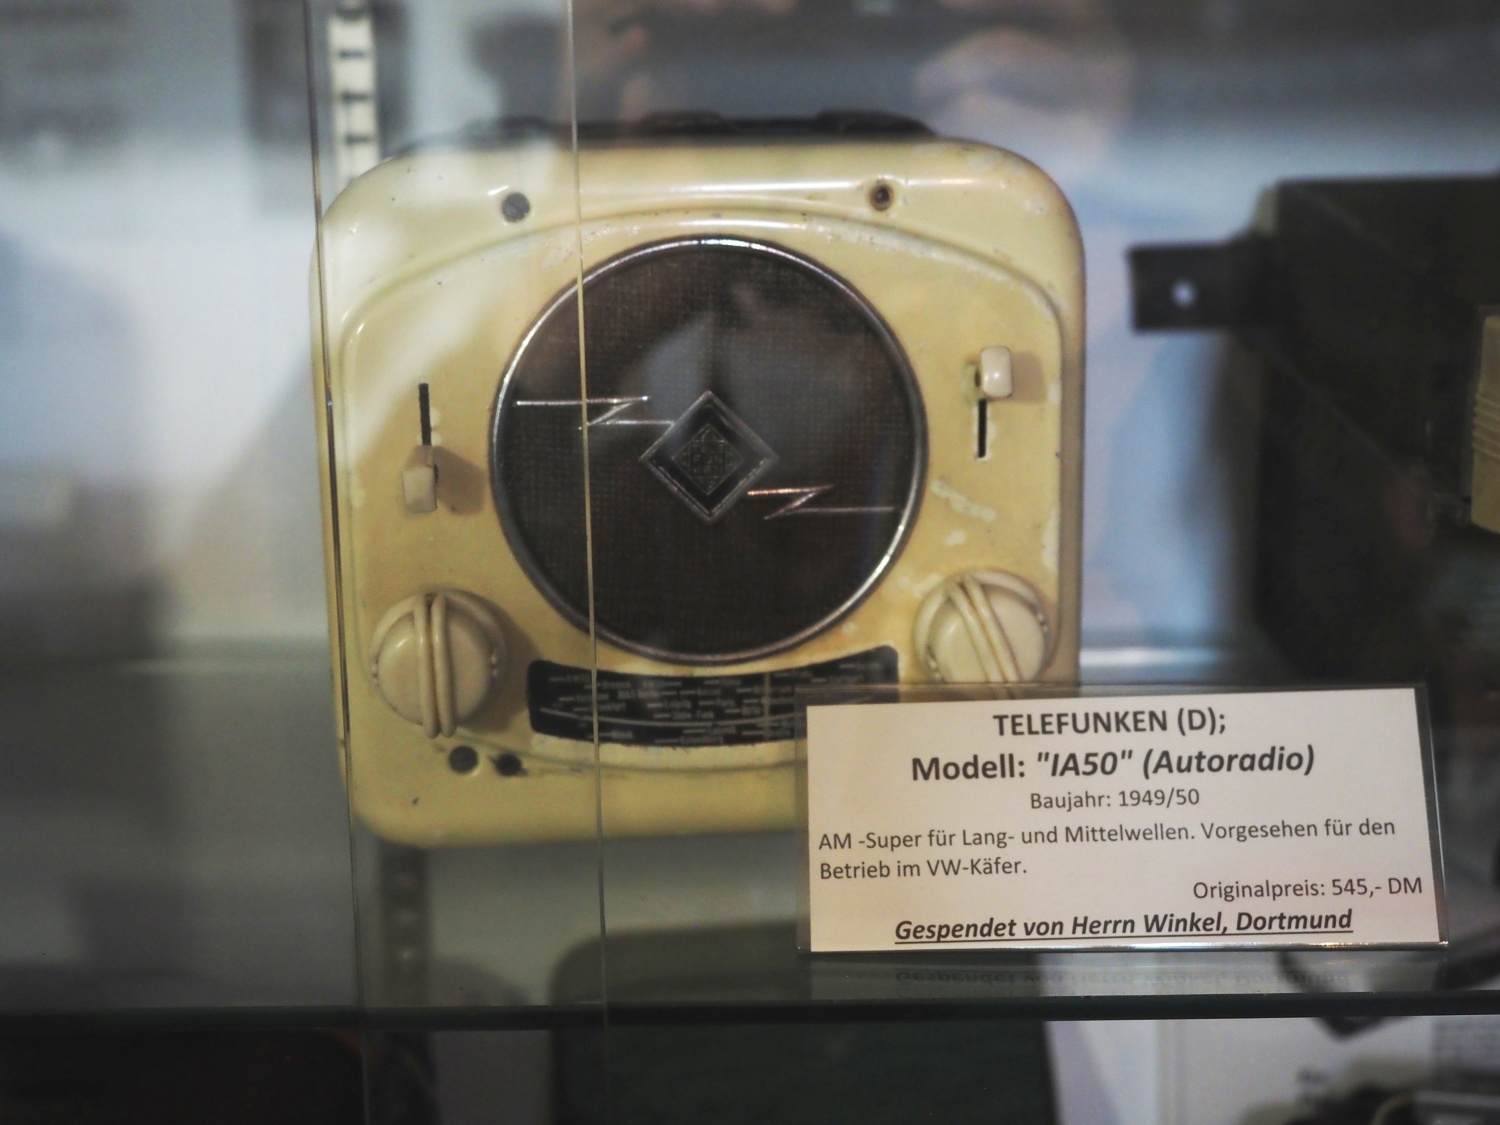 TELEFUNKEN (D);
Modell: "IA50" (Autoradio)
Baujahr: 1949/50
AM -Super für Lang- und Mittelwellen. Vorgesehen für den
Betrieb im VW-Käfer.
Originalpreis: 545,- DM
Gespendet von Herrn Winkel, Dortmund